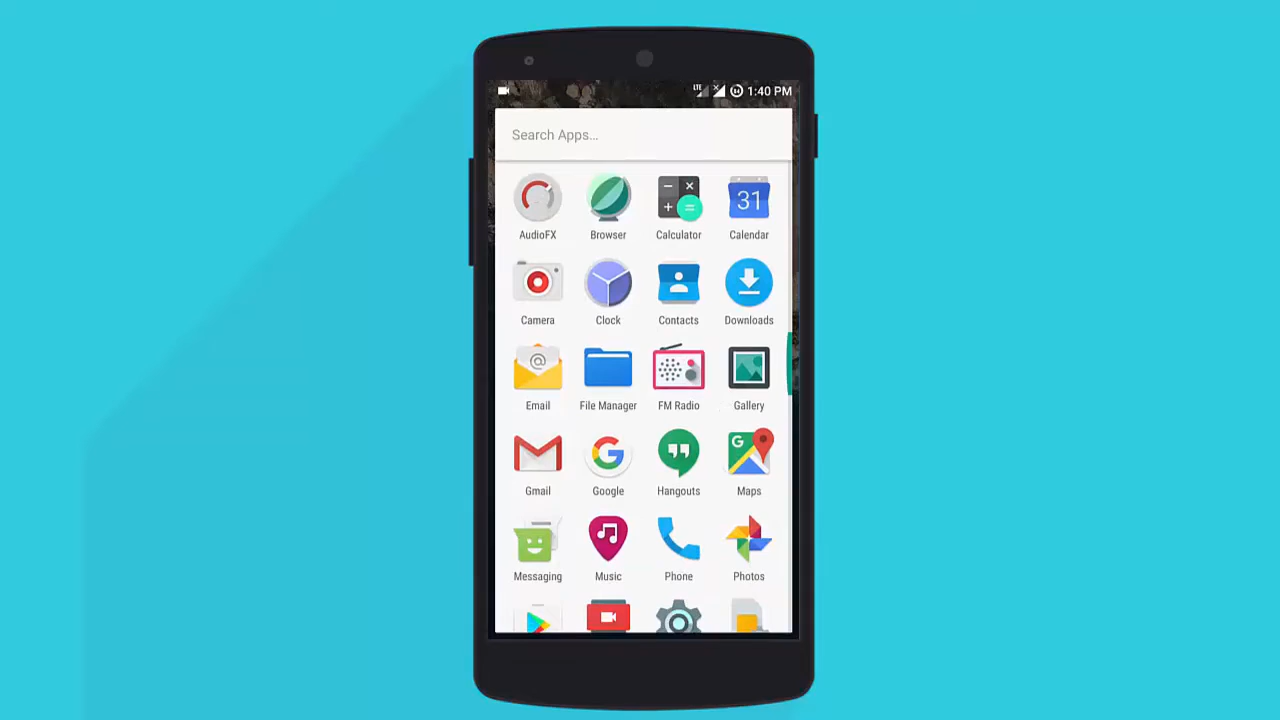 LTE 1:40 PM
Search Apps...
AudioFX Browser Calculator Calendar
31
Camera Clock Contacts Downloads
Email File Manager FM Radio Gallery
Gmail Google Hangouts Maps
Messaging Music Phone Photos